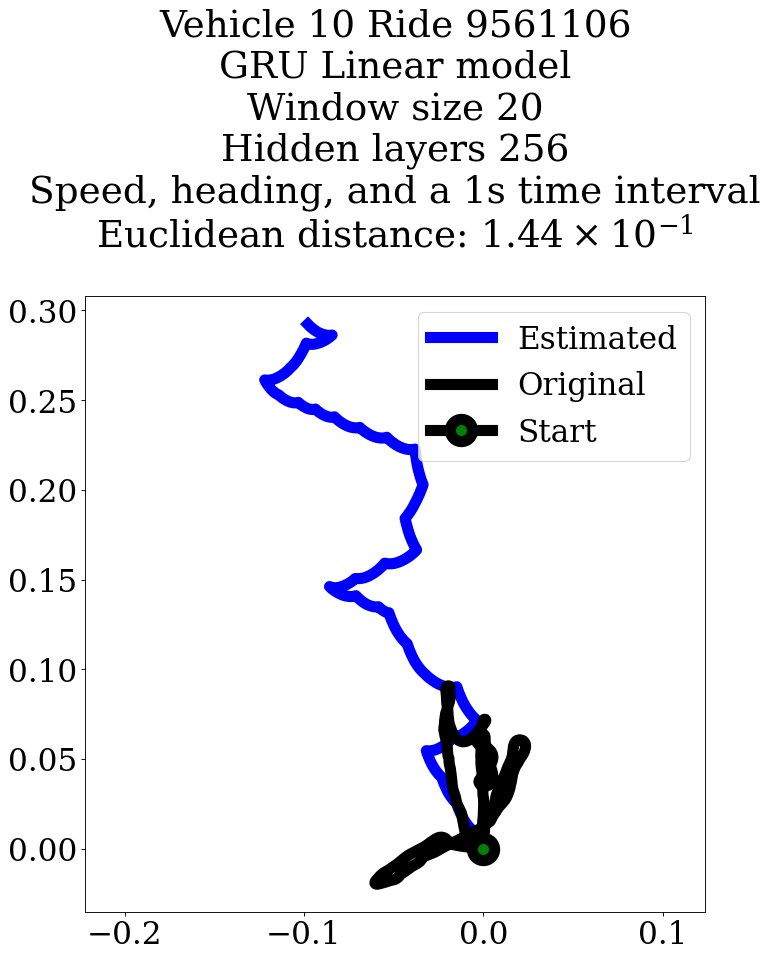 Vehicle 10 Ride 9561106
GRU Linear model
Window size 20
Hidden layers 256
Speed, heading, and a 1s time interval
Euclidean distance: 1.44 × 10⁻¹
Estimated
Original
Start
0.30
0.25
0.20
0.15
0.10
0.05
0.00
−0.2 −0.1 0.0 0.1